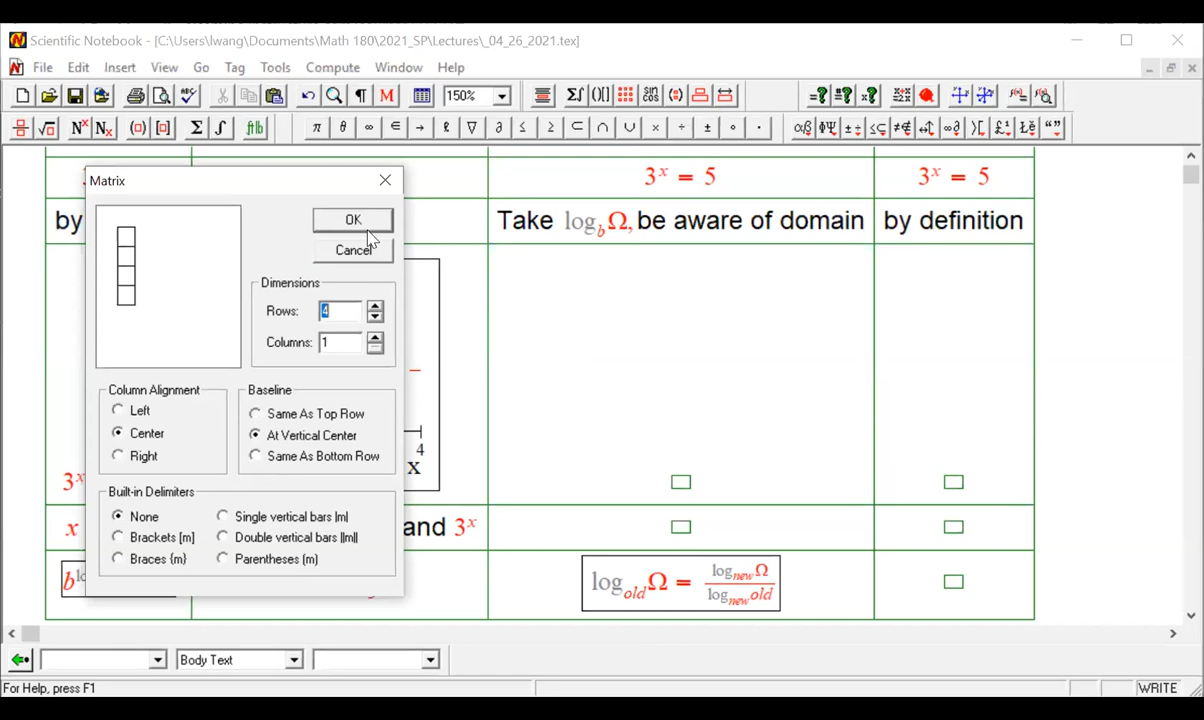 Scientific Notebook - [C:\Users\lwang\Documents\Math 180\2021_SP\Lectures\_04_26_2021.tex]
File Edit Insert View Go Tag Tools Compute Window Help
150%
3ˣ = 5
3ˣ = 5
by
Take log_b Ω, be aware of domain
by definition
Matrix
OK
Cancel
Dimensions
Rows: 4
Columns: 1
Column Alignment
Left
Center
Right
Baseline
Same As Top Row
At Vertical Center
Same As Bottom Row
Built-in Delimiters
None
Brackets [m]
Braces {m}
Single vertical bars |m|
Double vertical bars ||m||
Parentheses (m)
4
x
3ˣ
x
and 3ˣ
log_old Ω = log_new Ω / log_new old
Body Text
For Help, press F1
WRITE